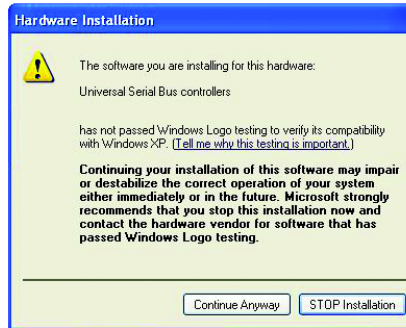 Hardware Installation
The software you are installing for this hardware:
Universal Serial Bus controllers
has not passed Windows Logo testing to verify its compatibility
with Windows XP. (Tell me why this testing is important.)
Continuing your installation of this software may impair
or destabilize the correct operation of your system
either immediately or in the future. Microsoft strongly
recommends that you stop this installation now and
contact the hardware vendor for software that has
passed Windows Logo testing.
Continue Anyway
STOP Installation